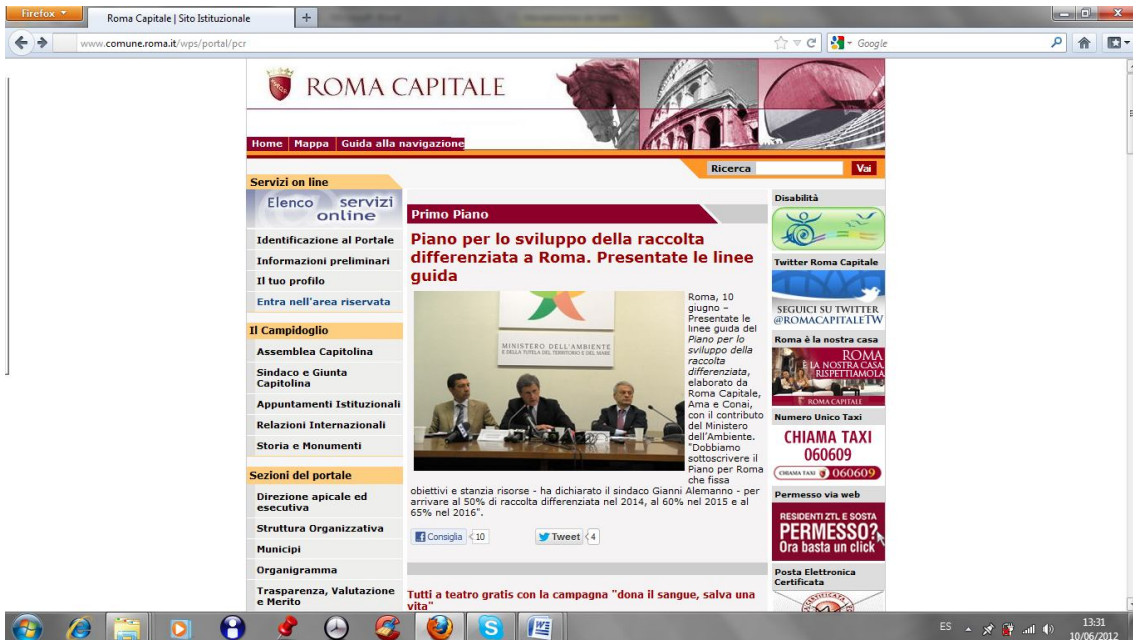 Firefox
Roma Capitale | Sito Istituzionale
www.comune.roma.it/wps/portal/pcr
Google
ROMA CAPITALE
Home Mappa Guida alla navigazione
Ricerca Vai
Servizi on line
Elenco servizi
online
Identificazione al Portale
Informazioni preliminari
Il tuo profilo
Entra nell'area riservata
Il Campidoglio
Assemblea Capitolina
Sindaco e Giunta
Capitolina
Appuntamenti Istituzionali
Relazioni Internazionali
Storia e Monumenti
Sezioni del portale
Direzione apicale ed
esecutiva
Struttura Organizzativa
Municipi
Organigramma
Trasparenza, Valutazione
e Merito
Primo Piano
Piano per lo sviluppo della raccolta
differenziata a Roma. Presentate le linee
guida
MINISTERO DELL'AMBIENTE
E DELLA TUTELA DEL TERRITORIO E DEL MARE
Roma, 10
giugno –
Presentate le
linee guida del
Piano per lo
sviluppo della
raccolta
differenziata,
elaborato da
Roma Capitale,
Ama e Conai,
con il contributo
del Ministero
dell'Ambiente.
"Dobbiamo
sottoscrivere il
Piano per Roma
che fissa
obiettivi e stanzia risorse - ha dichiarato il sindaco Gianni Alemanno - per
arrivare al 50% di raccolta differenziata nel 2014, al 60% nel 2015 e al
65% nel 2016".
Consiglia 10 Tweet 4
Tutti a teatro gratis con la campagna "dona il sangue, salva una
vita"
Disabilità
Twitter Roma Capitale
SEGUICI SU TWITTER
@ROMACAPITALETW
Roma è la nostra casa
ROMA
È LA NOSTRA CASA,
RISPETTIAMOLA
ROMA CAPITALE
Numero Unico Taxi
CHIAMA TAXI
060609
CHIAMA TAXI 060609
Permesso via web
RESIDENTI ZTL E SOSTA
PERMESSO?
Ora basta un click
Posta Elettronica
Certificata
ES
13:31
10/06/2012